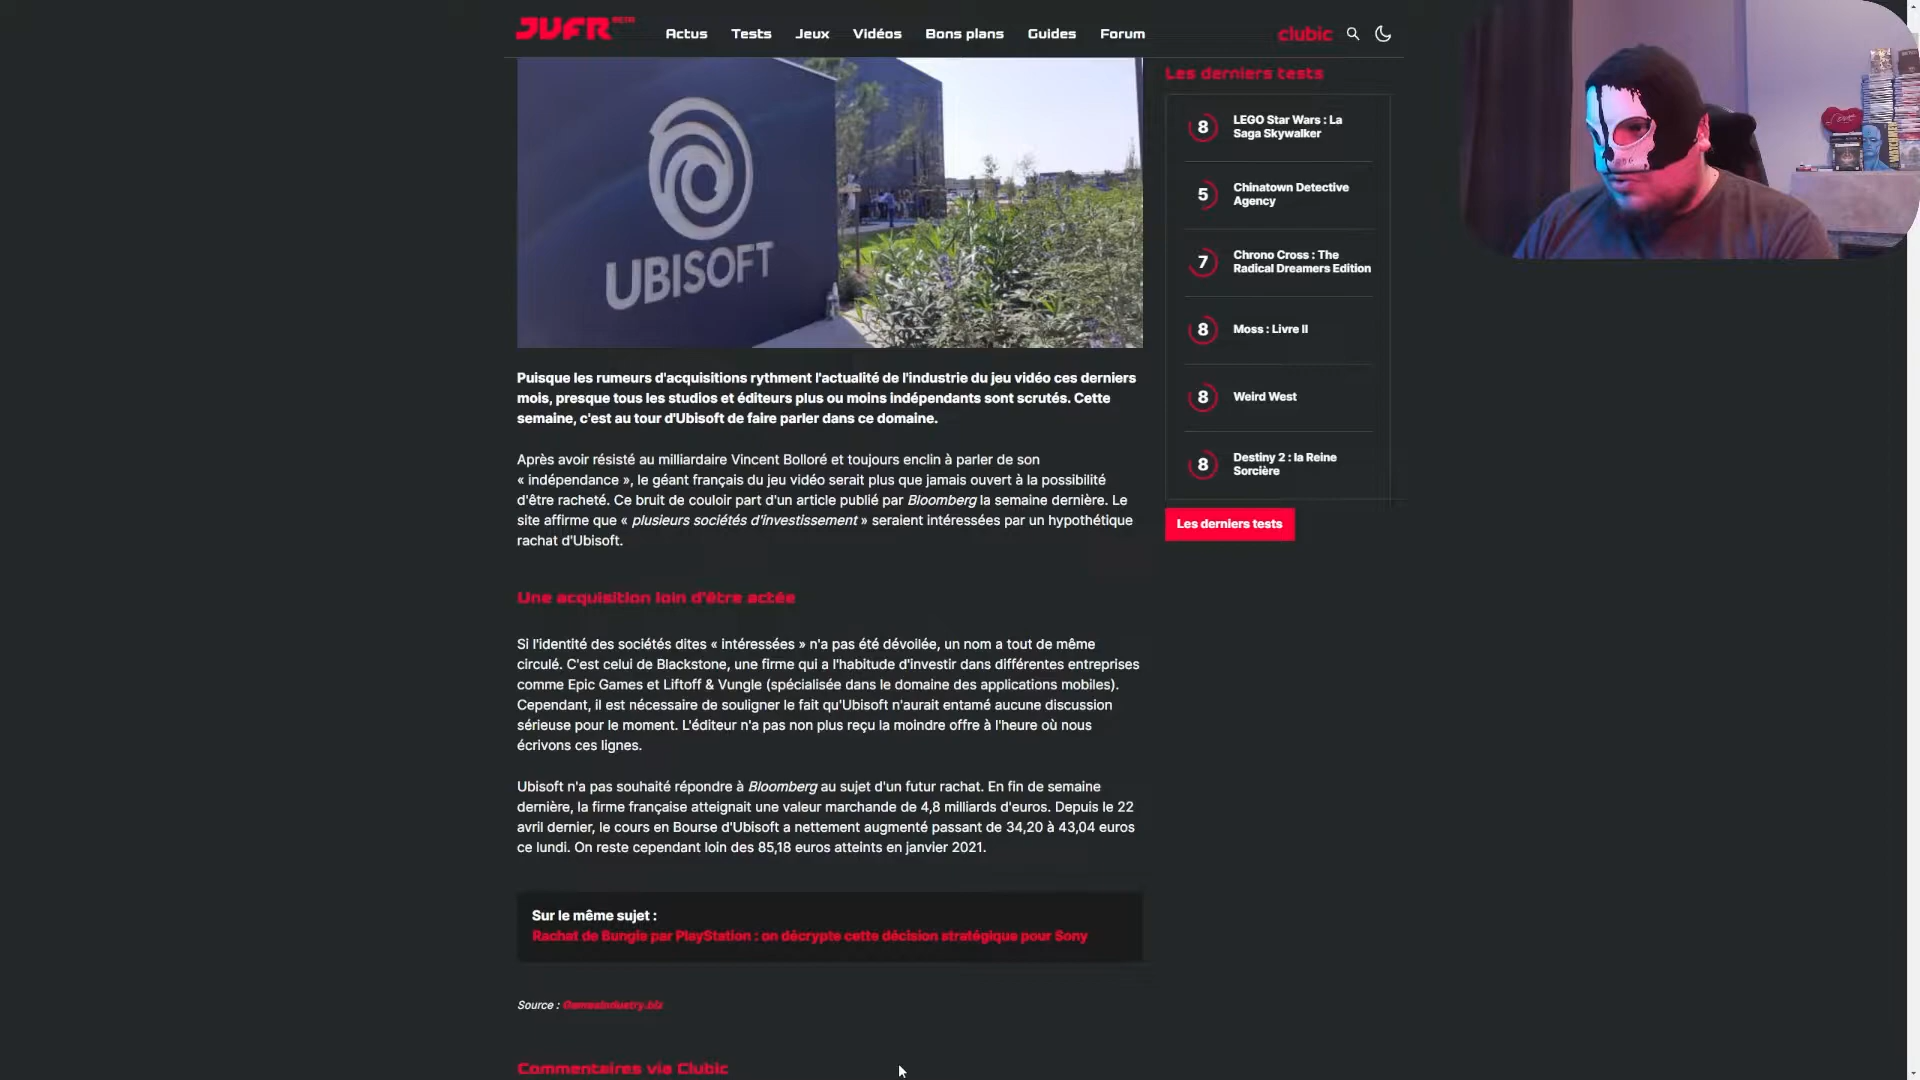 JVFR BETA
Actus Tests Jeux Vidéos Bons plans Guides Forum
clubic
UBISOFT
Puisque les rumeurs d'acquisitions rythment l'actualité de l'industrie du jeu vidéo ces derniers
mois, presque tous les studios et éditeurs plus ou moins indépendants sont scrutés. Cette
semaine, c'est au tour d'Ubisoft de faire parler dans ce domaine.
Après avoir résisté au milliardaire Vincent Bolloré et toujours enclin à parler de son
« indépendance », le géant français du jeu vidéo serait plus que jamais ouvert à la possibilité
d'être racheté. Ce bruit de couloir part d'un article publié par Bloomberg la semaine dernière. Le
site affirme que « plusieurs sociétés d'investissement » seraient intéressées par un hypothétique
rachat d'Ubisoft.
Une acquisition loin d'être actée
Si l'identité des sociétés dites « intéressées » n'a pas été dévoilée, un nom a tout de même
circulé. C'est celui de Blackstone, une firme qui a l'habitude d'investir dans différentes entreprises
comme Epic Games et Liftoff & Vungle (spécialisée dans le domaine des applications mobiles).
Cependant, il est nécessaire de souligner le fait qu'Ubisoft n'aurait entamé aucune discussion
sérieuse pour le moment. L'éditeur n'a pas non plus reçu la moindre offre à l'heure où nous
écrivons ces lignes.
Ubisoft n'a pas souhaité répondre à Bloomberg au sujet d'un futur rachat. En fin de semaine
dernière, la firme française atteignait une valeur marchande de 4,8 milliards d'euros. Depuis le 22
avril dernier, le cours en Bourse d'Ubisoft a nettement augmenté passant de 34,20 à 43,04 euros
ce lundi. On reste cependant loin des 85,18 euros atteints en janvier 2021.
Sur le même sujet :
Rachat de Bungie par PlayStation : on décrypte cette décision stratégique pour Sony
Source : Gamesindustry.biz
Commentaires via Clubic
Les derniers tests
8 LEGO Star Wars : La
Saga Skywalker
5 Chinatown Detective
Agency
7 Chrono Cross : The
Radical Dreamers Edition
8 Moss : Livre II
8 Weird West
8 Destiny 2 : la Reine
Sorcière
Les derniers tests
WATCHMEN